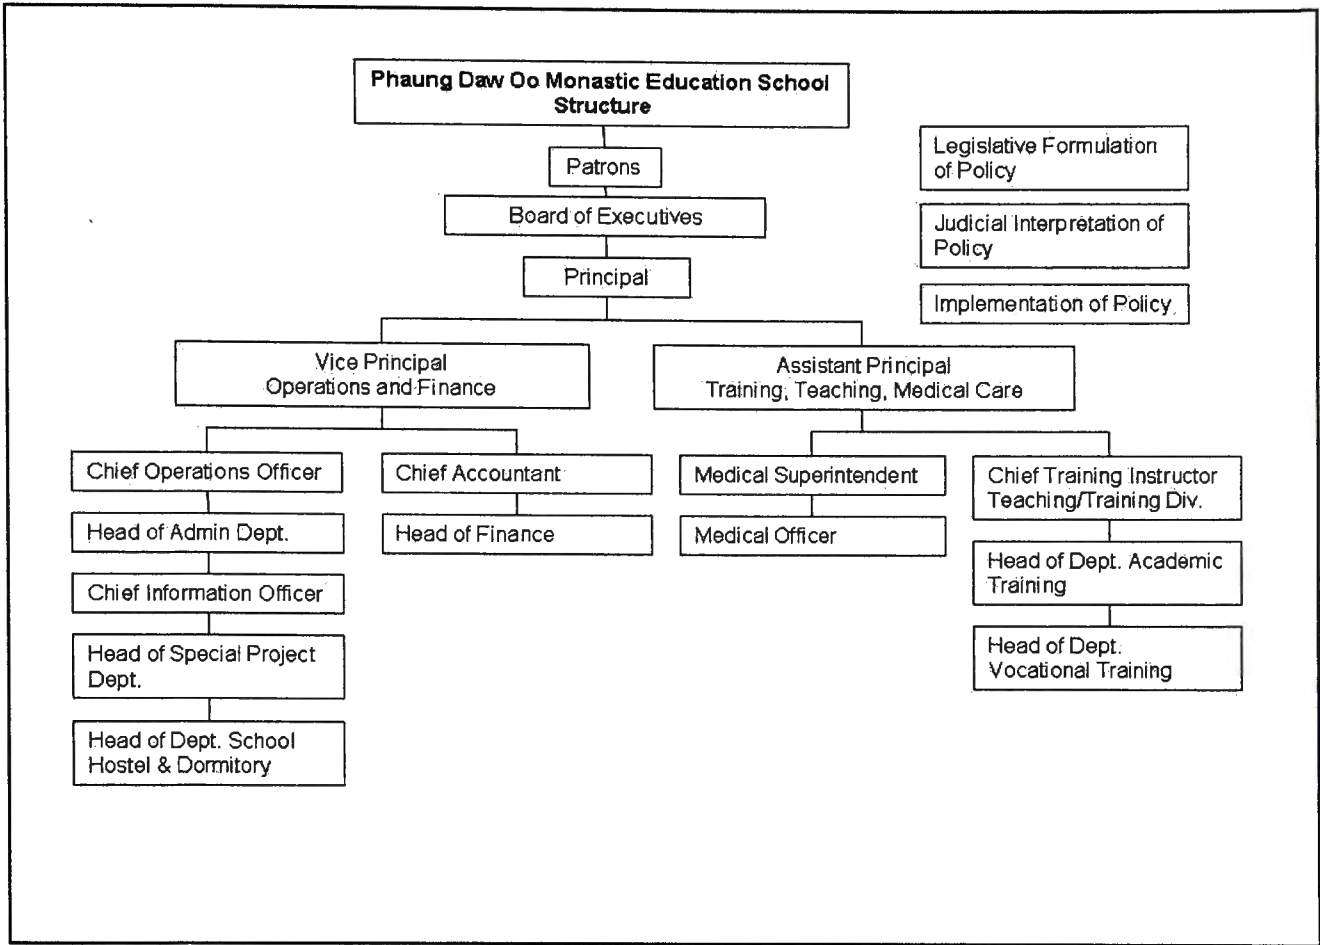 Phaung Daw Oo Monastic Education School
Structure
Patrons
Board of Executives
Principal
Legislative Formulation
of Policy
Judicial Interpretation of
Policy
Implementation of Policy
Vice Principal
Operations and Finance
Assistant Principal
Training, Teaching, Medical Care
Chief Operations Officer
Head of Admin Dept.
Chief Information Officer
Head of Special Project
Dept.
Head of Dept. School
Hostel & Dormitory
Chief Accountant
Head of Finance
Medical Superintendent
Medical Officer
Chief Training Instructor
Teaching/Training Div.
Head of Dept. Academic
Training
Head of Dept.
Vocational Training